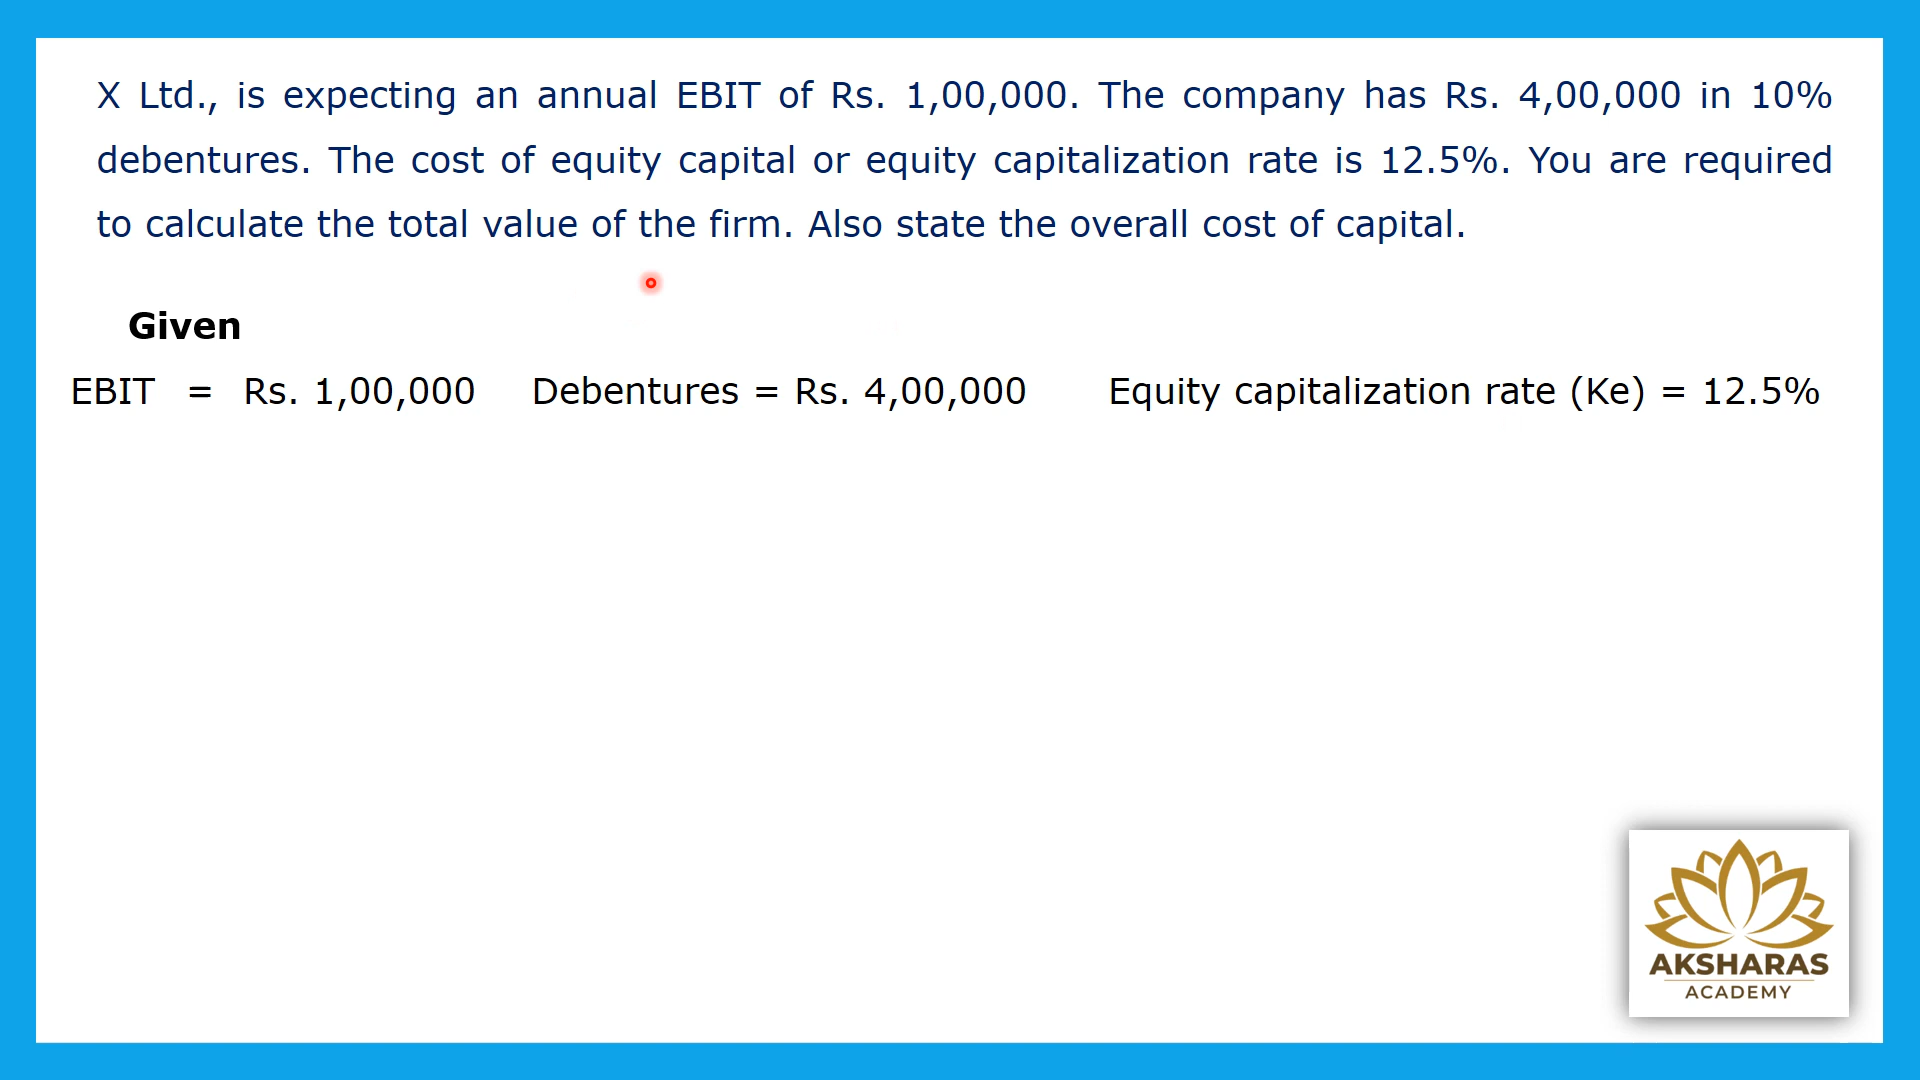 X Ltd., is expecting an annual EBIT of Rs. 1,00,000. The company has Rs. 4,00,000 in 10%
debentures. The cost of equity capital or equity capitalization rate is 12.5%. You are required
to calculate the total value of the firm. Also state the overall cost of capital.
Given
EBIT = Rs. 1,00,000 Debentures = Rs. 4,00,000 Equity capitalization rate (Ke) = 12.5%
AKSHARAS
ACADEMY